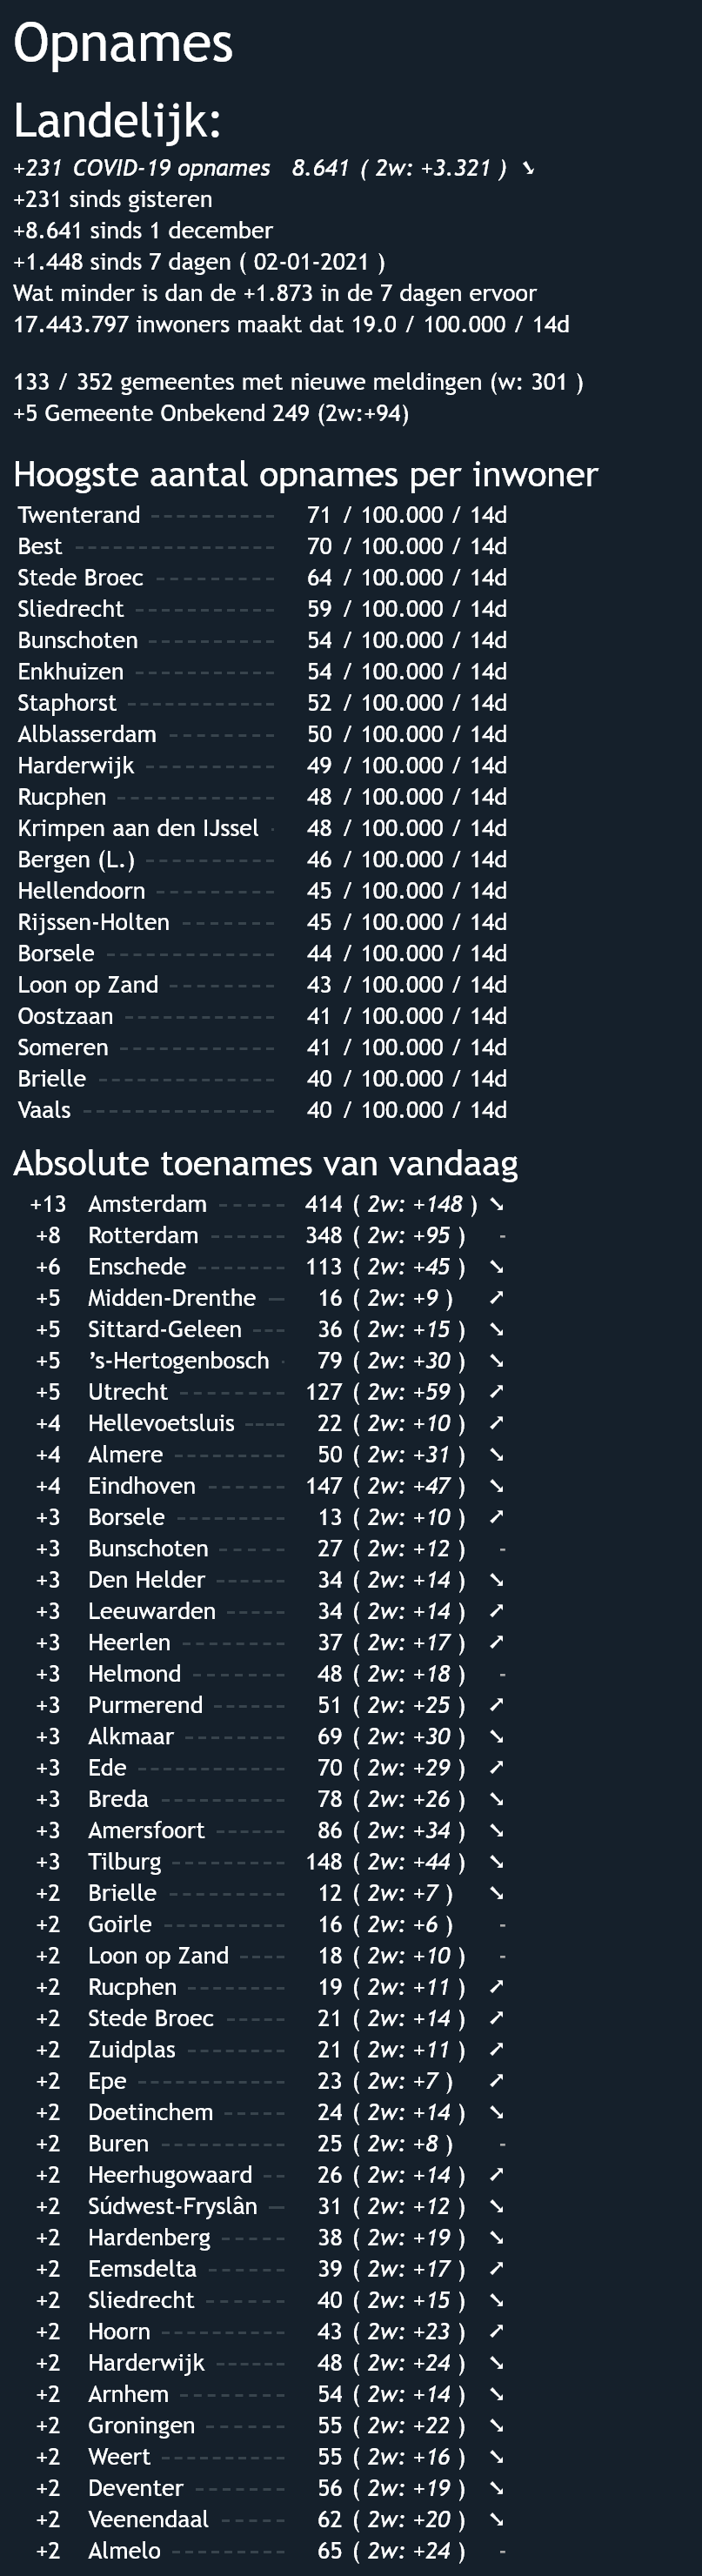 Opnames
Landelijk:
+231 COVID-19 opnames 8.641 ( 2w: +3.321 ) ➘
+231 sinds gisteren
+8.641 sinds 1 december
+1.448 sinds 7 dagen ( 02-01-2021 )
Wat minder is dan de +1.873 in de 7 dagen ervoor
17.443.797 inwoners maakt dat 19.0 / 100.000 / 14d
133 / 352 gemeentes met nieuwe meldingen (w: 301 )
+5 Gemeente Onbekend 249 (2w:+94)
Hoogste aantal opnames per inwoner
Twenterand ---------- 71 / 100.000 / 14d
Best ---------------- 70 / 100.000 / 14d
Stede Broec ---------- 64 / 100.000 / 14d
Sliedrecht ----------- 59 / 100.000 / 14d
Bunschoten ---------- 54 / 100.000 / 14d
Enkhuizen ----------- 54 / 100.000 / 14d
Staphorst ------------ 52 / 100.000 / 14d
Alblasserdam -------- 50 / 100.000 / 14d
Harderwijk ---------- 49 / 100.000 / 14d
Rucphen ------------ 48 / 100.000 / 14d
Krimpen aan den IJssel - 48 / 100.000 / 14d
Bergen (L.) ---------- 46 / 100.000 / 14d
Hellendoorn --------- 45 / 100.000 / 14d
Rijssen-Holten ------- 45 / 100.000 / 14d
Borsele ------------- 44 / 100.000 / 14d
Loon op Zand -------- 43 / 100.000 / 14d
Oostzaan ------------ 41 / 100.000 / 14d
Someren ------------ 41 / 100.000 / 14d
Brielle -------------- 40 / 100.000 / 14d
Vaals --------------- 40 / 100.000 / 14d
Absolute toenames van vandaag
+13 Amsterdam ----- 414 ( 2w: +148 ) ➘
+8 Rotterdam ------ 348 ( 2w: +95 ) -
+6 Enschede ------- 113 ( 2w: +45 ) ➘
+5 Midden-Drenthe -- 16 ( 2w: +9 ) ➚
+5 Sittard-Geleen --- 36 ( 2w: +15 ) ➘
+5 's-Hertogenbosch - 79 ( 2w: +30 ) ➘
+5 Utrecht -------- 127 ( 2w: +59 ) ➚
+4 Hellevoetsluis ---- 22 ( 2w: +10 ) ➚
+4 Almere --------- 50 ( 2w: +31 ) ➘
+4 Eindhoven ------ 147 ( 2w: +47 ) ➘
+3 Borsele --------- 13 ( 2w: +10 ) ➚
+3 Bunschoten ----- 27 ( 2w: +12 ) -
+3 Den Helder ------ 34 ( 2w: +14 ) ➘
+3 Leeuwarden ----- 34 ( 2w: +14 ) ➚
+3 Heerlen -------- 37 ( 2w: +17 ) ➚
+3 Helmond ------- 48 ( 2w: +18 ) -
+3 Purmerend ------ 51 ( 2w: +25 ) ➚
+3 Alkmaar -------- 69 ( 2w: +30 ) ➘
+3 Ede ------------ 70 ( 2w: +29 ) ➚
+3 Breda ---------- 78 ( 2w: +26 ) ➘
+3 Amersfoort ------ 86 ( 2w: +34 ) ➘
+3 Tilburg --------- 148 ( 2w: +44 ) ➘
+2 Brielle --------- 12 ( 2w: +7 ) ➘
+2 Goirle ---------- 16 ( 2w: +6 ) -
+2 Loon op Zand ---- 18 ( 2w: +10 ) -
+2 Rucphen -------- 19 ( 2w: +11 ) ➚
+2 Stede Broec ----- 21 ( 2w: +14 ) ➚
+2 Zuidplas -------- 21 ( 2w: +11 ) ➚
+2 Epe ------------ 23 ( 2w: +7 ) ➚
+2 Doetinchem ----- 24 ( 2w: +14 ) ➘
+2 Buren ---------- 25 ( 2w: +8 ) -
+2 Heerhugowaard -- 26 ( 2w: +14 ) ➚
+2 Súdwest-Fryslân -- 31 ( 2w: +12 ) ➘
+2 Hardenberg ----- 38 ( 2w: +19 ) ➘
+2 Eemsdelta ------ 39 ( 2w: +17 ) ➚
+2 Sliedrecht ------ 40 ( 2w: +15 ) ➘
+2 Hoorn ---------- 43 ( 2w: +23 ) ➚
+2 Harderwijk ------ 48 ( 2w: +24 ) ➘
+2 Arnhem -------- 54 ( 2w: +14 ) ➘
+2 Groningen ------ 55 ( 2w: +22 ) ➘
+2 Weert ---------- 55 ( 2w: +16 ) ➘
+2 Deventer ------- 56 ( 2w: +19 ) ➘
+2 Veenendaal ----- 62 ( 2w: +20 ) ➘
+2 Almelo --------- 65 ( 2w: +24 ) -